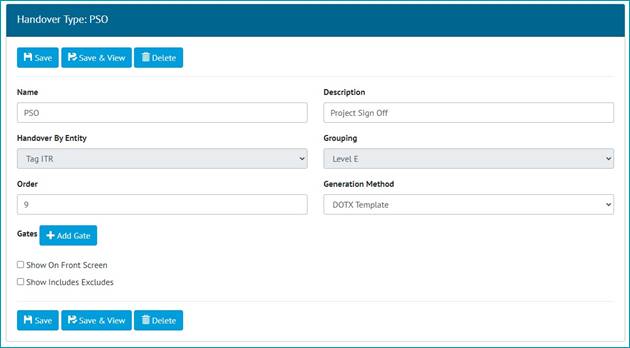 Handover Type: PSO
Save Save & View Delete
Name Description
PSO Project Sign Off
Handover By Entity Grouping
Tag ITR Level E
Order Generation Method
9 DOTX Template
Gates Add Gate
Show On Front Screen
Show Includes Excludes
Save Save & View Delete